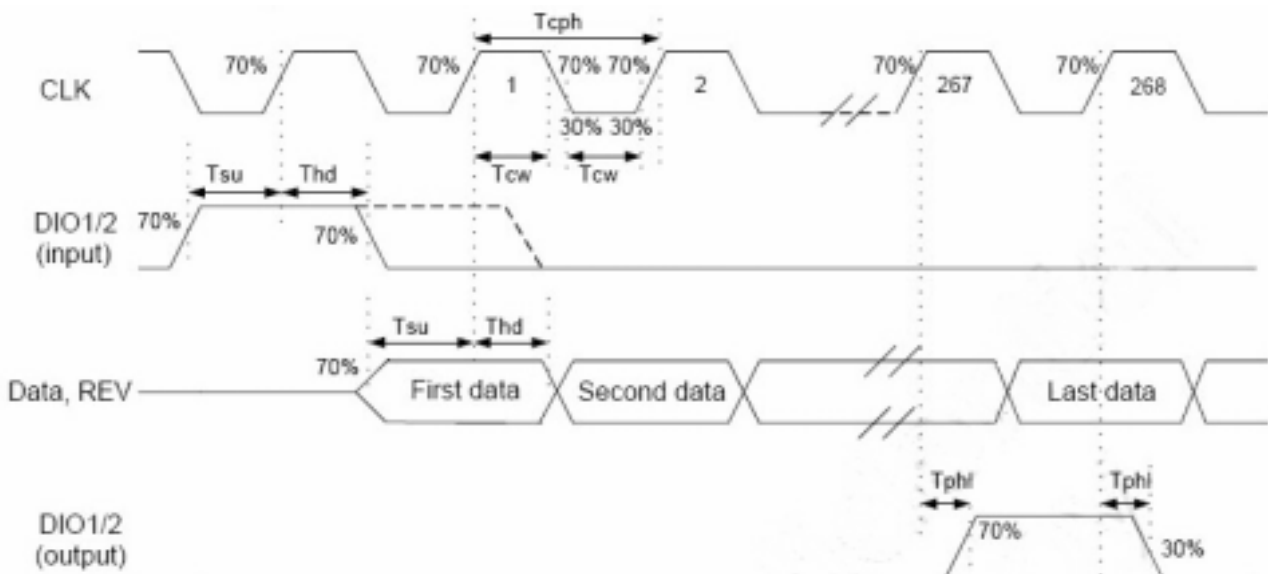 Tcph
70% 70% 70% 70% 70% 70%
CLK 1 2 267 268
30% 30%
Tsu Thd Tcw Tcw
DIO1/2
(input)
70% 70%
Tsu Thd
70%
Data, REV First data Second data Last data
Tphl Tphl
DIO1/2
(output)
70% 30%